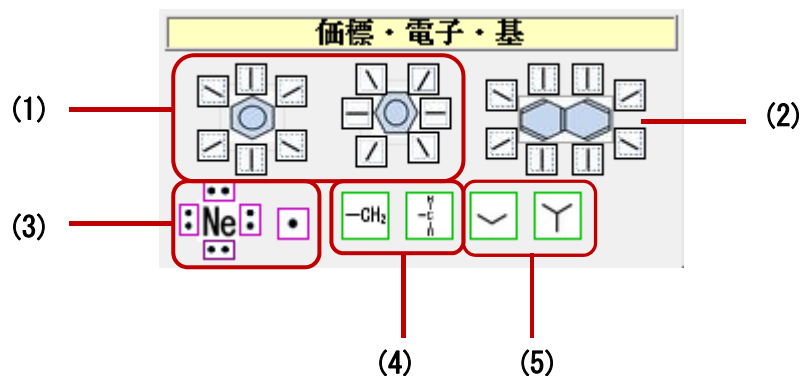 価標・電子・基
(1)
(2)
(3)
Ne
-CH₂
H
-C-
H
(4)
(5)